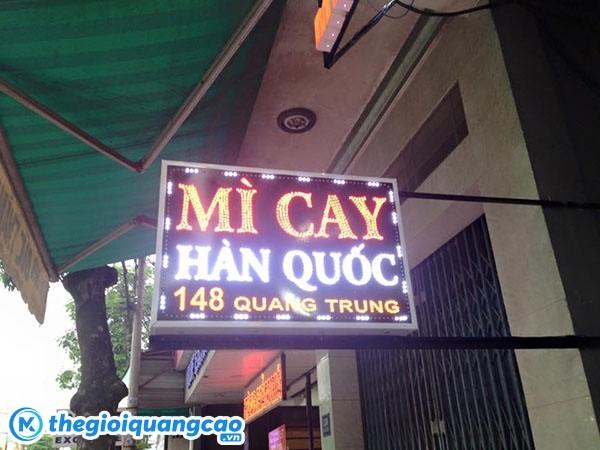 MÌ CAY
HÀN QUỐC
148 QUANG TRUNG
thegioiquangcao
.vn